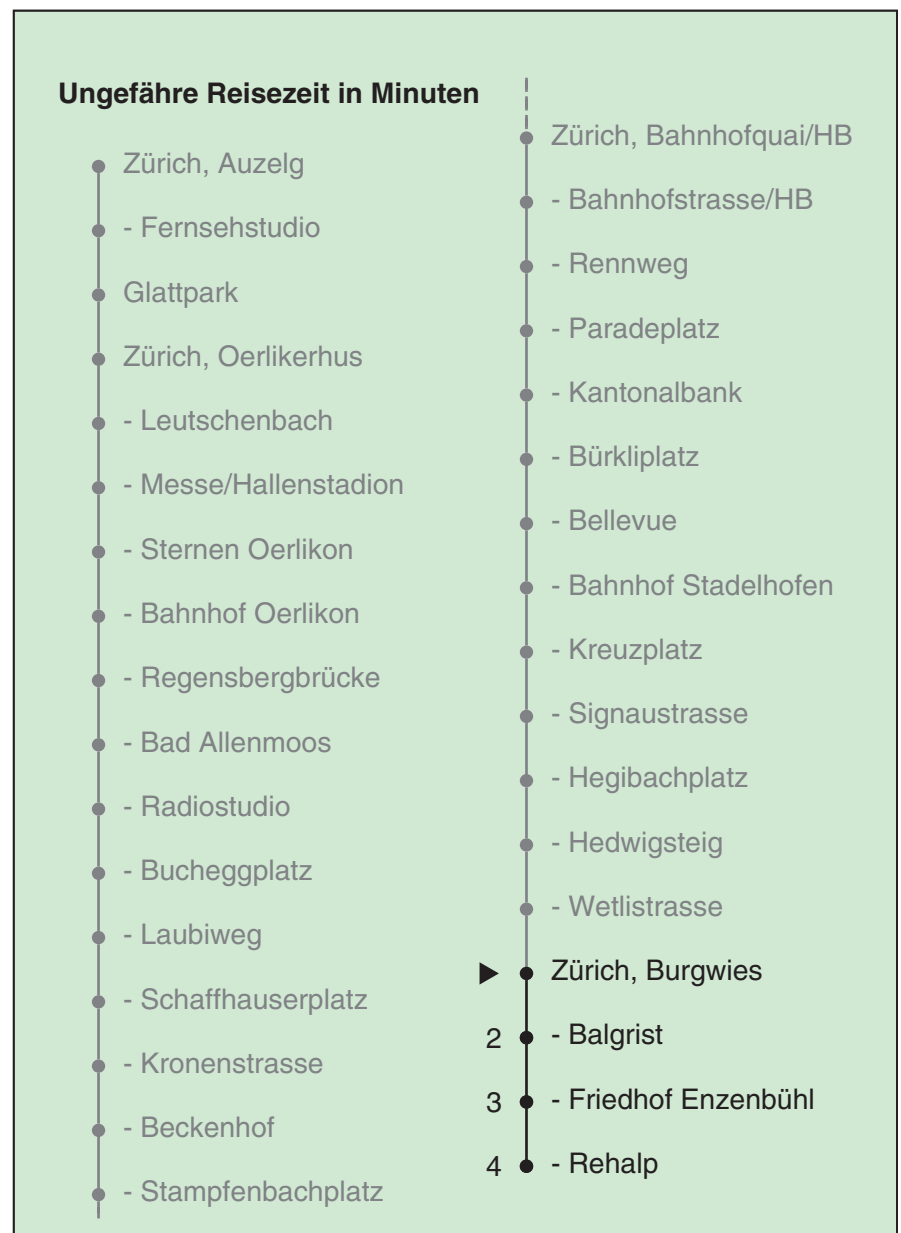 Ungefähre Reisezeit in Minuten
Zürich, Auzelg
- Fernsehstudio
Glattpark
Zürich, Oerlikerhus
- Leutschenbach
- Messe/Hallenstadion
- Sternen Oerlikon
- Bahnhof Oerlikon
- Regensbergbrücke
- Bad Allenmoos
- Radiostudio
- Bucheggplatz
- Laubiweg
- Schaffhauserplatz
- Kronenstrasse
- Beckenhof
- Stampfenbachplatz
Zürich, Bahnhofquai/HB
- Bahnhofstrasse/HB
- Rennweg
- Paradeplatz
- Kantonalbank
- Bürkliplatz
- Bellevue
- Bahnhof Stadelhofen
- Kreuzplatz
- Signaustrasse
- Hegibachplatz
- Hedwigsteig
- Wetlistrasse
Zürich, Burgwies
2 - Balgrist
3 - Friedhof Enzenbühl
4 - Rehalp